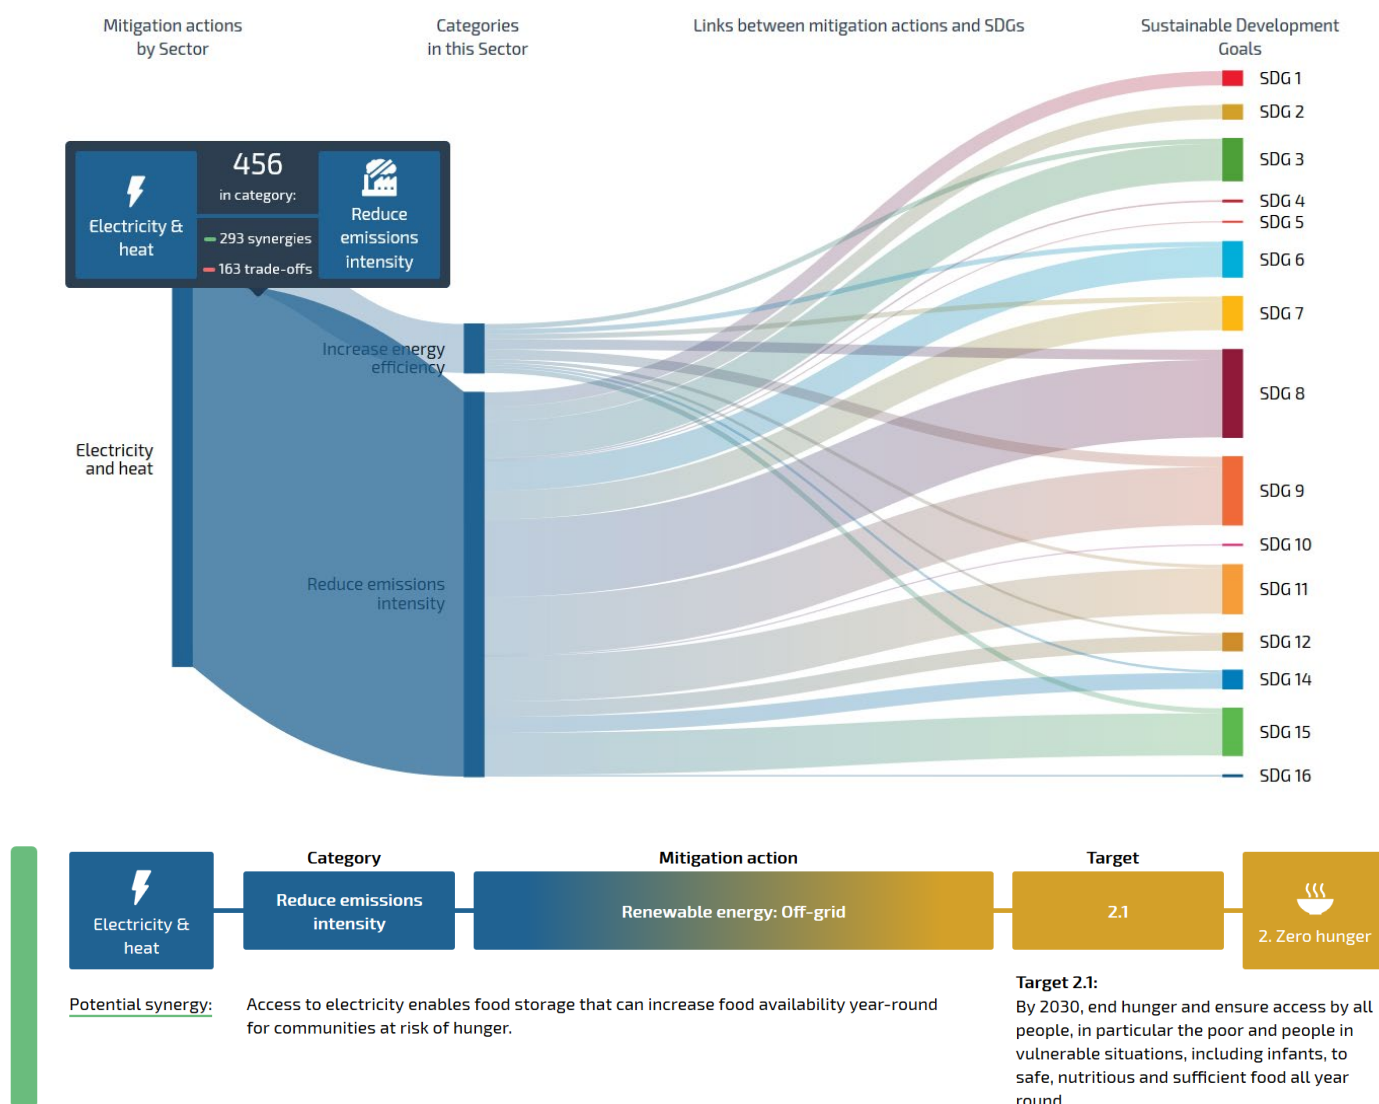 Mitigation actions
by Sector
Categories
in this Sector
Links between mitigation actions and SDGs
Sustainable Development
Goals
SDG 1
SDG 2
SDG 3
SDG 4
SDG 5
SDG 6
SDG 7
SDG 8
SDG 9
SDG 10
SDG 11
SDG 12
SDG 14
SDG 15
SDG 16
Electricity &
heat
456
in category:
293 synergies
163 trade-offs
Reduce
emissions
intensity
Increase energy
efficiency
Electricity
and heat
Reduce emissions
intensity
Electricity &
heat
Category
Reduce emissions
intensity
Mitigation action
Renewable energy: Off-grid
Target
2.1
2. Zero hunger
Potential synergy:
Access to electricity enables food storage that can increase food availability year-round
for communities at risk of hunger.
Target 2.1:
By 2030, end hunger and ensure access by all
people, in particular the poor and people in
vulnerable situations, including infants, to
safe, nutritious and sufficient food all year
round